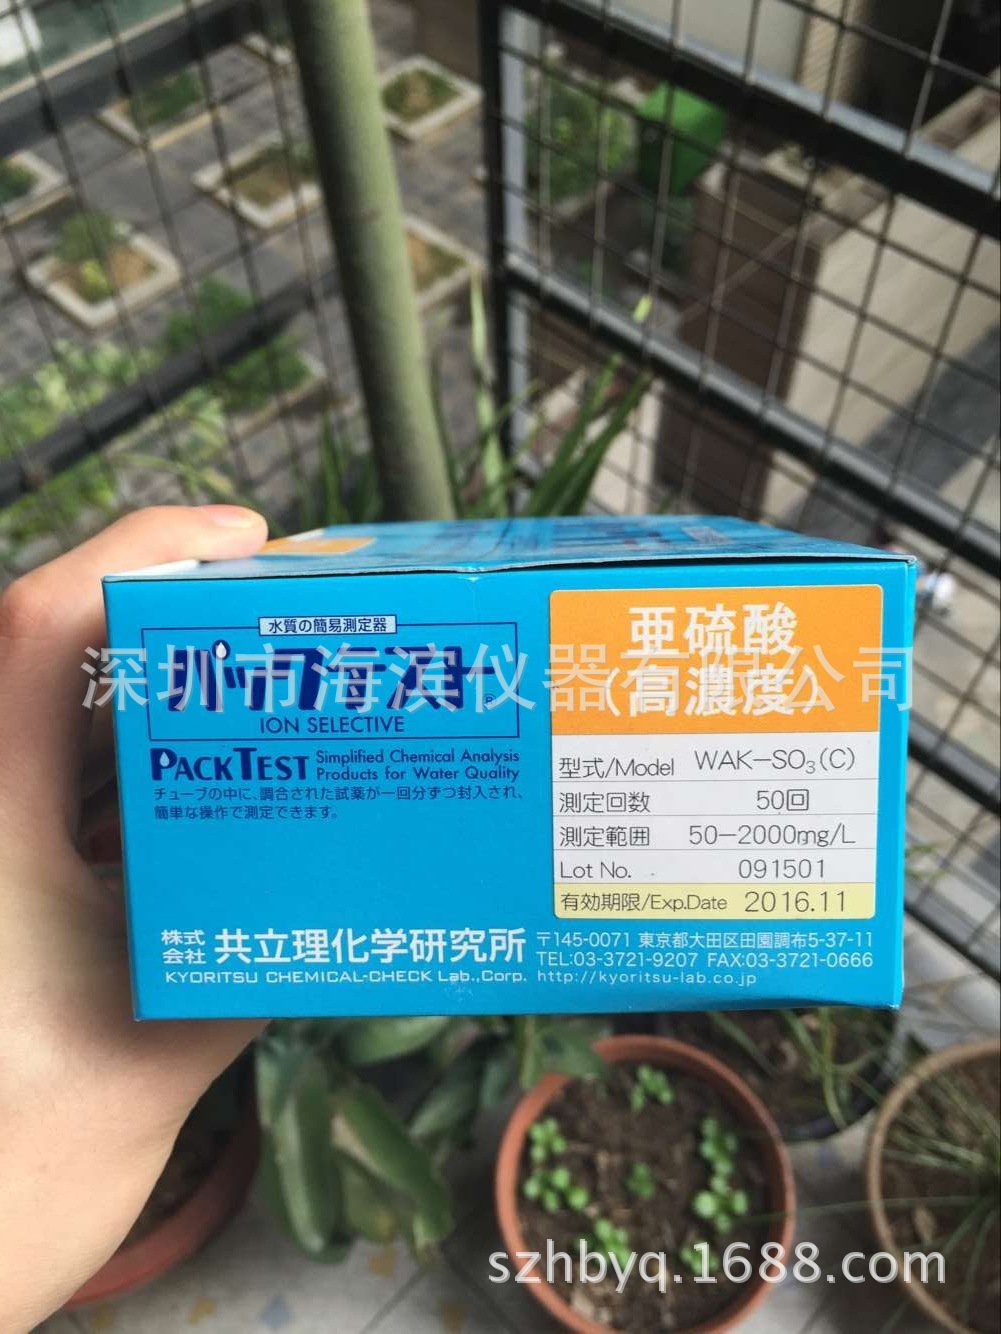 水質の簡易測定器
深圳市海滨仪器有限公司
ION SELECTIVE
PACKTEST Simplified Chemical Analysis
Products for Water Quality
チューブの中に、調合された試薬が一回分ずつ封入され、
簡単な操作で測定できます。
亜硫酸
(高濃度)
型式/Model WAK-SO₃(C)
測定回数 50回
測定範囲 50-2000mg/L
Lot No. 091501
有効期限/Exp.Date 2016.11
株式会社 共立理化学研究所
KYORITSU CHEMICAL-CHECK Lab.,Corp.
〒145-0071 東京都大田区田園調布5-37-11
TEL:03-3721-9207 FAX:03-3721-0666
http://kyoritsu-lab.co.jp
szhbyq.1688.com